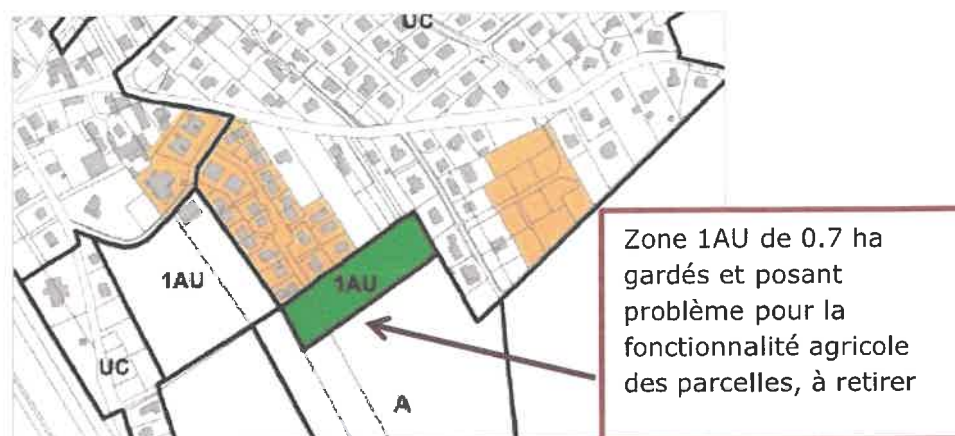 UC
Zone 1AU de 0.7 ha
gardés et posant
problème pour la
fonctionnalité agricole
des parcelles, à retirer
1AU
1AU
UC
A